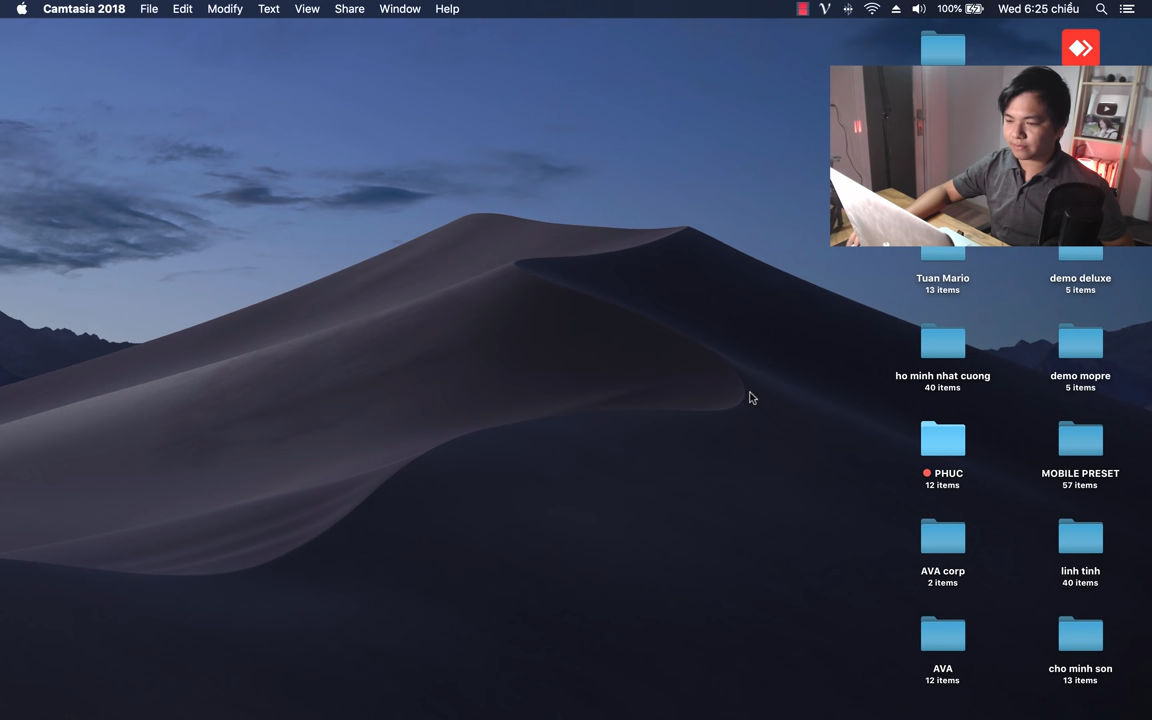 Camtasia 2018 File Edit Modify Text View Share Window Help 100% Wed 6:25 chiều
Tuan Mario
13 items
demo deluxe
5 items
ho minh nhat cuong
40 items
demo mopre
5 items
PHUC
12 items
MOBILE PRESET
57 items
AVA corp
2 items
linh tinh
40 items
AVA
12 items
cho minh son
13 items